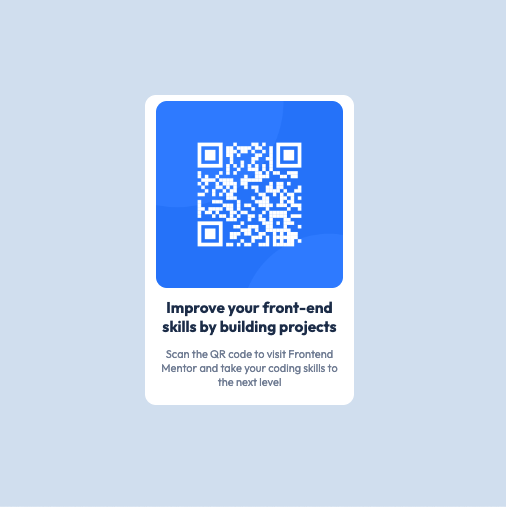 Improve your front-end
skills by building projects
Scan the QR code to visit Frontend
Mentor and take your coding skills to
the next level